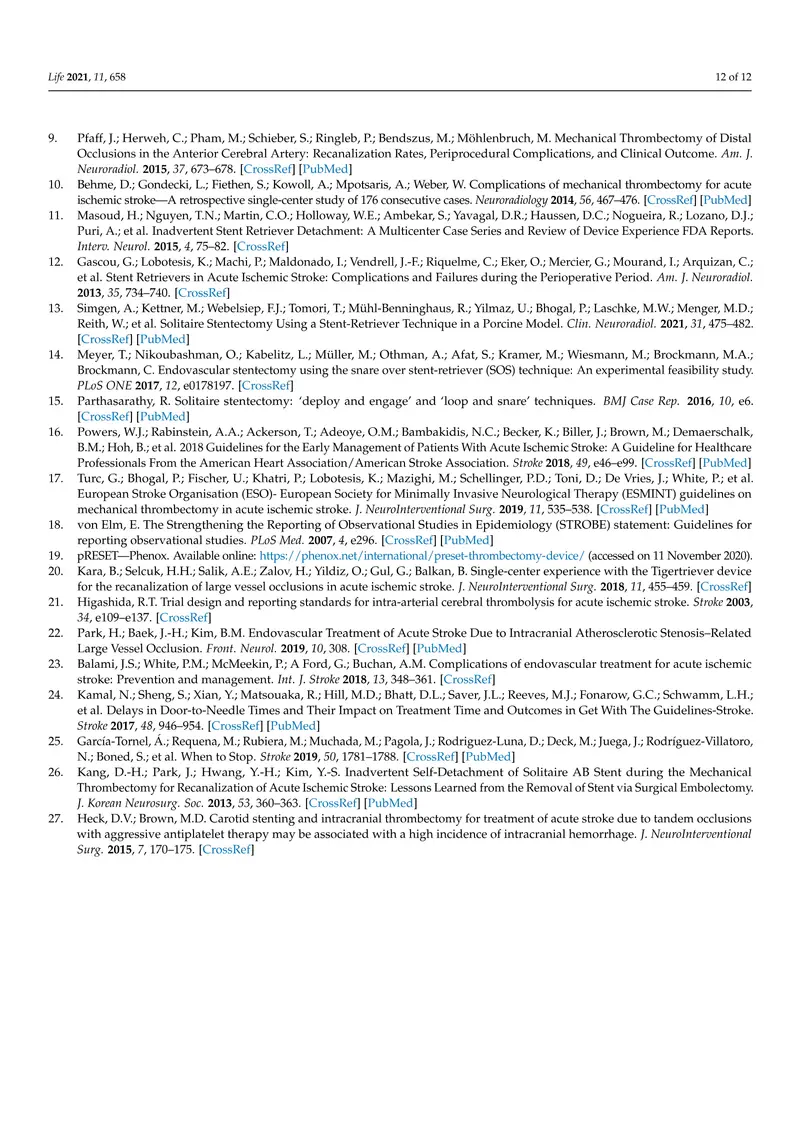 Life 2021, 11, 658
12 of 12
9. Pfaff, J.; Herweh, C.; Pham, M.; Schieber, S.; Ringleb, P.; Bendszus, M.; Möhlenbruch, M. Mechanical Thrombectomy of Distal
Occlusions in the Anterior Cerebral Artery: Recanalization Rates, Periprocedural Complications, and Clinical Outcome. Am. J.
Neuroradiol. 2015, 37, 673–678. [CrossRef] [PubMed]
10. Behme, D.; Gondecki, L.; Fiethen, S.; Kowoll, A.; Mpotsaris, A.; Weber, W. Complications of mechanical thrombectomy for acute
ischemic stroke—A retrospective single-center study of 176 consecutive cases. Neuroradiology 2014, 56, 467–476. [CrossRef] [PubMed]
11. Masoud, H.; Nguyen, T.N.; Martin, C.O.; Holloway, W.E.; Ambekar, S.; Yavagal, D.R.; Haussen, D.C.; Nogueira, R.; Lozano, D.J.;
Puri, A.; et al. Inadvertent Stent Retriever Detachment: A Multicenter Case Series and Review of Device Experience FDA Reports.
Interv. Neurol. 2015, 4, 75–82. [CrossRef]
12. Gascou, G.; Lobotesis, K.; Machi, P.; Maldonado, I.; Vendrell, J.-F.; Riquelme, C.; Eker, O.; Mercier, G.; Mourand, I.; Arquizan, C.;
et al. Stent Retrievers in Acute Ischemic Stroke: Complications and Failures during the Perioperative Period. Am. J. Neuroradiol.
2013, 35, 734–740. [CrossRef]
13. Simgen, A.; Kettner, M.; Webelsiep, F.J.; Tomori, T.; Mühl-Benninghaus, R.; Yilmaz, U.; Bhogal, P.; Laschke, M.W.; Menger, M.D.;
Reith, W.; et al. Solitaire Stentectomy Using a Stent-Retriever Technique in a Porcine Model. Clin. Neuroradiol. 2021, 31, 475–482.
[CrossRef] [PubMed]
14. Meyer, T.; Nikoubashman, O.; Kabelitz, L.; Müller, M.; Othman, A.; Afat, S.; Kramer, M.; Wiesmann, M.; Brockmann, M.A.;
Brockmann, C. Endovascular stentectomy using the snare over stent-retriever (SOS) technique: An experimental feasibility study.
PLoS ONE 2017, 12, e0178197. [CrossRef]
15. Parthasarathy, R. Solitaire stentectomy: ‘deploy and engage’ and ‘loop and snare’ techniques. BMJ Case Rep. 2016, 10, e6.
[CrossRef] [PubMed]
16. Powers, W.J.; Rabinstein, A.A.; Ackerson, T.; Adeoye, O.M.; Bambakidis, N.C.; Becker, K.; Biller, J.; Brown, M.; Demaerschalk,
B.M.; Hoh, B.; et al. 2018 Guidelines for the Early Management of Patients With Acute Ischemic Stroke: A Guideline for Healthcare
Professionals From the American Heart Association/American Stroke Association. Stroke 2018, 49, e46–e99. [CrossRef] [PubMed]
17. Turc, G.; Bhogal, P.; Fischer, U.; Khatri, P.; Lobotesis, K.; Mazighi, M.; Schellinger, P.D.; Toni, D.; De Vries, J.; White, P.; et al.
European Stroke Organisation (ESO)- European Society for Minimally Invasive Neurological Therapy (ESMINT) guidelines on
mechanical thrombectomy in acute ischemic stroke. J. NeuroInterventional Surg. 2019, 11, 535–538. [CrossRef] [PubMed]
18. von Elm, E. The Strengthening the Reporting of Observational Studies in Epidemiology (STROBE) statement: Guidelines for
reporting observational studies. PLoS Med. 2007, 4, e296. [CrossRef] [PubMed]
19. pRESET—Phenox. Available online: https://phenox.net/international/preset-thrombectomy-device/ (accessed on 11 November 2020).
20. Kara, B.; Selcuk, H.H.; Salik, A.E.; Zalov, H.; Yildiz, O.; Gul, G.; Balkan, B. Single-center experience with the Tigertriever device
for the recanalization of large vessel occlusions in acute ischemic stroke. J. NeuroInterventional Surg. 2018, 11, 455–459. [CrossRef]
21. Higashida, R.T. Trial design and reporting standards for intra-arterial cerebral thrombolysis for acute ischemic stroke. Stroke 2003,
34, e109–e137. [CrossRef]
22. Park, H.; Baek, J.-H.; Kim, B.M. Endovascular Treatment of Acute Stroke Due to Intracranial Atherosclerotic Stenosis–Related
Large Vessel Occlusion. Front. Neurol. 2019, 10, 308. [CrossRef] [PubMed]
23. Balami, J.S.; White, P.M.; McMeekin, P.; A Ford, G.; Buchan, A.M. Complications of endovascular treatment for acute ischemic
stroke: Prevention and management. Int. J. Stroke 2018, 13, 348–361. [CrossRef]
24. Kamal, N.; Sheng, S.; Xian, Y.; Matsouaka, R.; Hill, M.D.; Bhatt, D.L.; Saver, J.L.; Reeves, M.J.; Fonarow, G.C.; Schwamm, L.H.;
et al. Delays in Door-to-Needle Times and Their Impact on Treatment Time and Outcomes in Get With The Guidelines-Stroke.
Stroke 2017, 48, 946–954. [CrossRef] [PubMed]
25. García-Tornel, Á.; Requena, M.; Rubiera, M.; Muchada, M.; Pagola, J.; Rodriguez-Luna, D.; Deck, M.; Juega, J.; Rodríguez-Villatoro,
N.; Boned, S.; et al. When to Stop. Stroke 2019, 50, 1781–1788. [CrossRef] [PubMed]
26. Kang, D.-H.; Park, J.; Hwang, Y.-H.; Kim, Y.-S. Inadvertent Self-Detachment of Solitaire AB Stent during the Mechanical
Thrombectomy for Recanalization of Acute Ischemic Stroke: Lessons Learned from the Removal of Stent via Surgical Embolectomy.
J. Korean Neurosurg. Soc. 2013, 53, 360–363. [CrossRef] [PubMed]
27. Heck, D.V.; Brown, M.D. Carotid stenting and intracranial thrombectomy for treatment of acute stroke due to tandem occlusions
with aggressive antiplatelet therapy may be associated with a high incidence of intracranial hemorrhage. J. NeuroInterventional
Surg. 2015, 7, 170–175. [CrossRef]